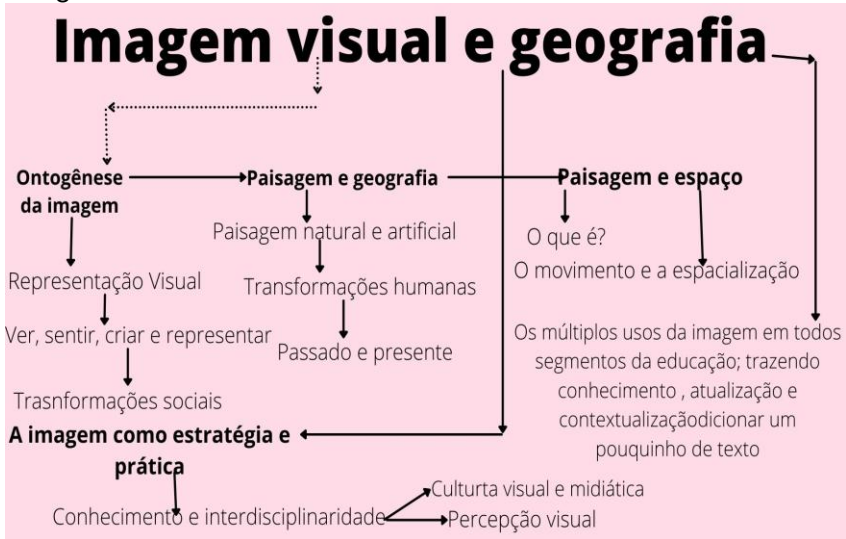 Imagem visual e geografia
Ontogênese
da imagem
Paisagem e geografia
Paisagem e espaço
Paisagem natural e artificial
O que é?
Representação Visual
Transformações humanas
O movimento e a espacialização
Ver, sentir, criar e representar
Passado e presente
Os múltiplos usos da imagem em todos
segmentos da educação; trazendo
conhecimento , atualização e
contextualizaçãodicionar um
pouquinho de texto
Trasnformações sociais
A imagem como estratégia e
prática
Conhecimento e interdisciplinaridade
Culturta visual e midiática
Percepção visual